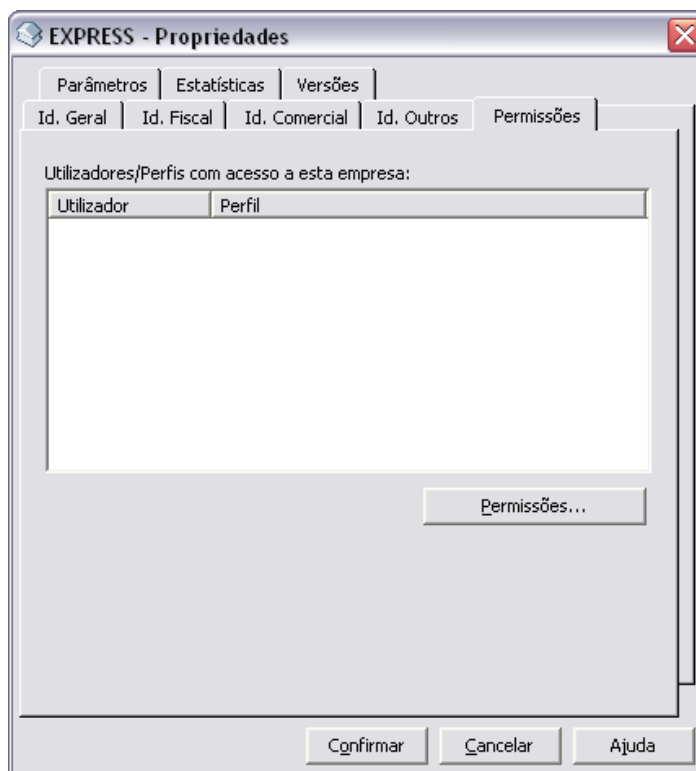 EXPRESS - Propriedades
Parâmetros Estatísticas Versões
Id. Geral Id. Fiscal Id. Comercial Id. Outros Permissões
Utilizadores/Perfis com acesso a esta empresa:
Utilizador Perfil
Permissões...
Confirmar Cancelar Ajuda